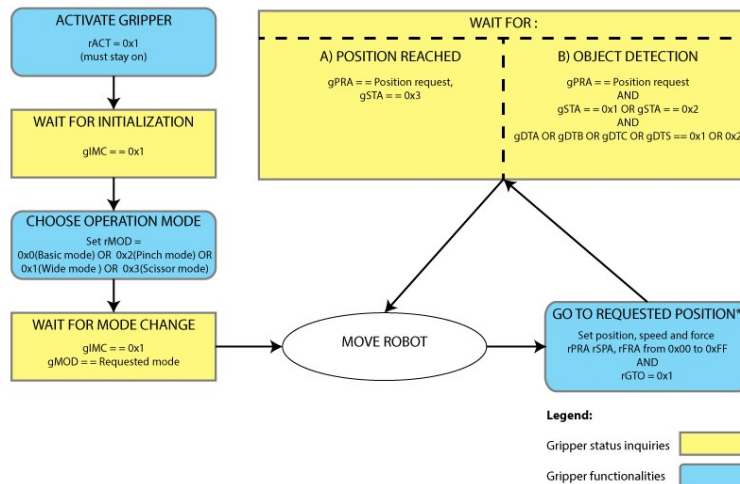 ACTIVATE GRIPPER
rACT = 0x1
(must stay on)
WAIT FOR INITIALIZATION
gIMC = = 0x1
CHOOSE OPERATION MODE
Set rMOD =
0x0(Basic mode) OR 0x2(Pinch mode) OR
0x1(Wide mode ) OR 0x3(Scissor mode)
WAIT FOR MODE CHANGE
gIMC = = 0x1
gMOD = = Requested mode
MOVE ROBOT
WAIT FOR :
A) POSITION REACHED
gPRA = = Position request,
gSTA = = 0x3
B) OBJECT DETECTION
gPRA = = Position request
AND
gSTA = = 0x1 OR gSTA = = 0x2
AND
gDTA OR gDTB OR gDTC OR gDTS = = 0x1 OR 0x2
GO TO REQUESTED POSITION*
Set position, speed and force
rPRA rSPA, rFRA from 0x00 to 0xFF
AND
rGTO = 0x1
Legend:
Gripper status inquiries
Gripper functionalities